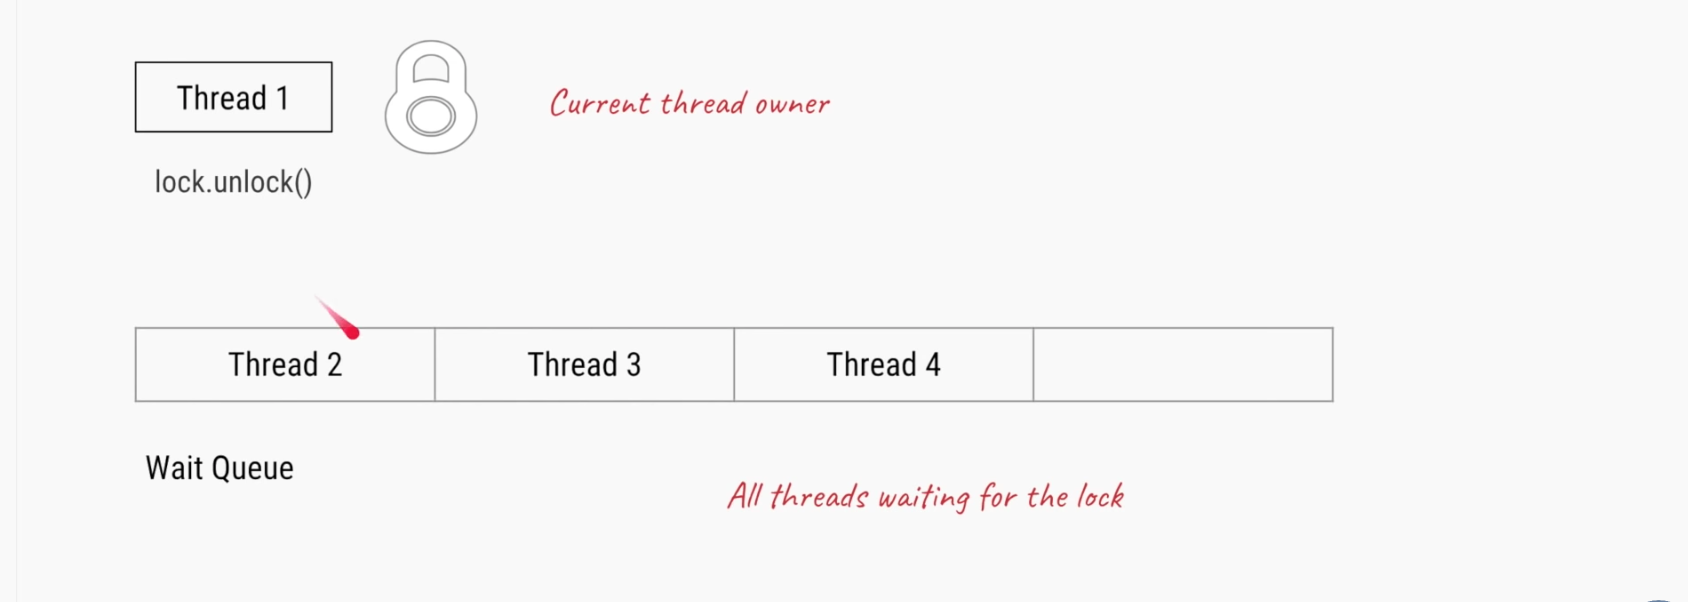 Thread 1
Current thread owner
lock.unlock()
Thread 2
Thread 3
Thread 4
Wait Queue
All threads waiting for the lock